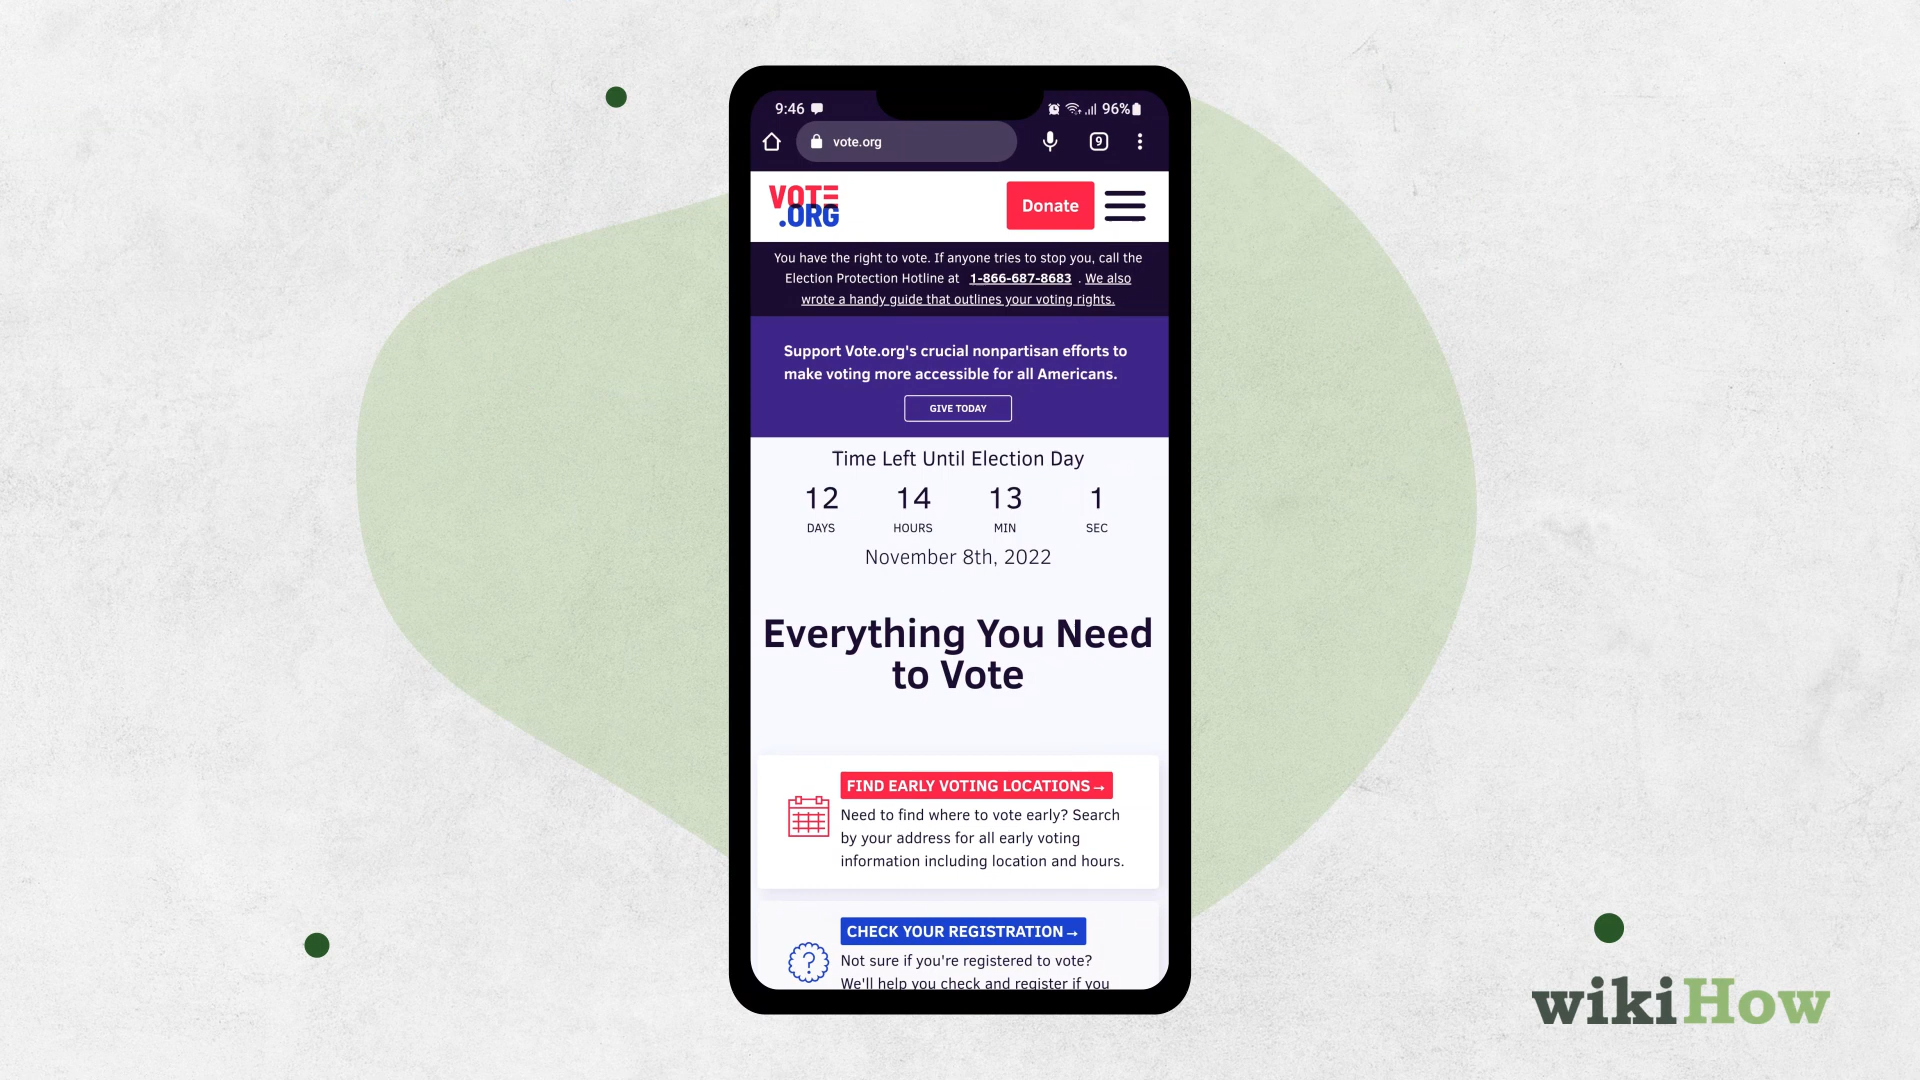 9:46
96%
vote.org
9
VOTE
.ORG
Donate
You have the right to vote. If anyone tries to stop you, call the
Election Protection Hotline at 1-866-687-8683 . We also
wrote a handy guide that outlines your voting rights.
Support Vote.org's crucial nonpartisan efforts to
make voting more accessible for all Americans.
GIVE TODAY
Time Left Until Election Day
12 14 13 1
DAYS HOURS MIN SEC
November 8th, 2022
Everything You Need
to Vote
FIND EARLY VOTING LOCATIONS→
Need to find where to vote early? Search
by your address for all early voting
information including location and hours.
CHECK YOUR REGISTRATION→
Not sure if you're registered to vote?
We'll help you check and register if you
wikiHow